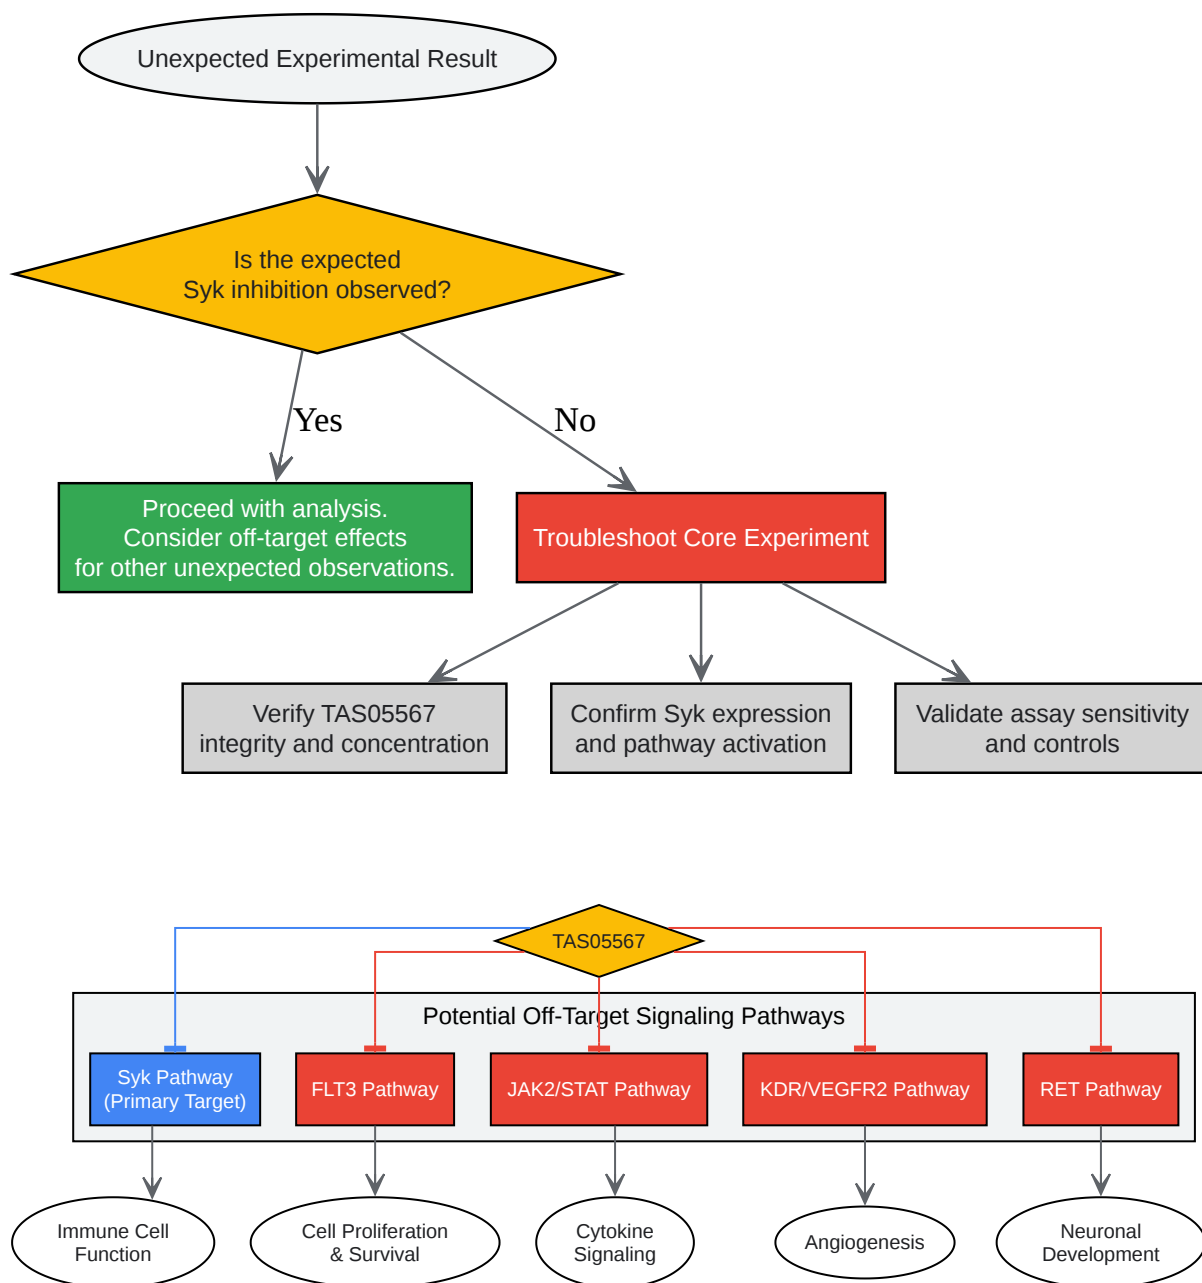 Unexpected Experimental Result
Is the expected
Syk inhibition observed?
Yes
No
Proceed with analysis.
Consider off-target effects
for other unexpected observations.
Troubleshoot Core Experiment
Verify TAS05567
integrity and concentration
Confirm Syk expression
and pathway activation
Validate assay sensitivity
and controls
TAS05567
Potential Off-Target Signaling Pathways
Syk Pathway
(Primary Target)
FLT3 Pathway
JAK2/STAT Pathway
KDR/VEGFR2 Pathway
RET Pathway
Immune Cell
Function
Cell Proliferation
& Survival
Cytokine
Signaling
Angiogenesis
Neuronal
Development